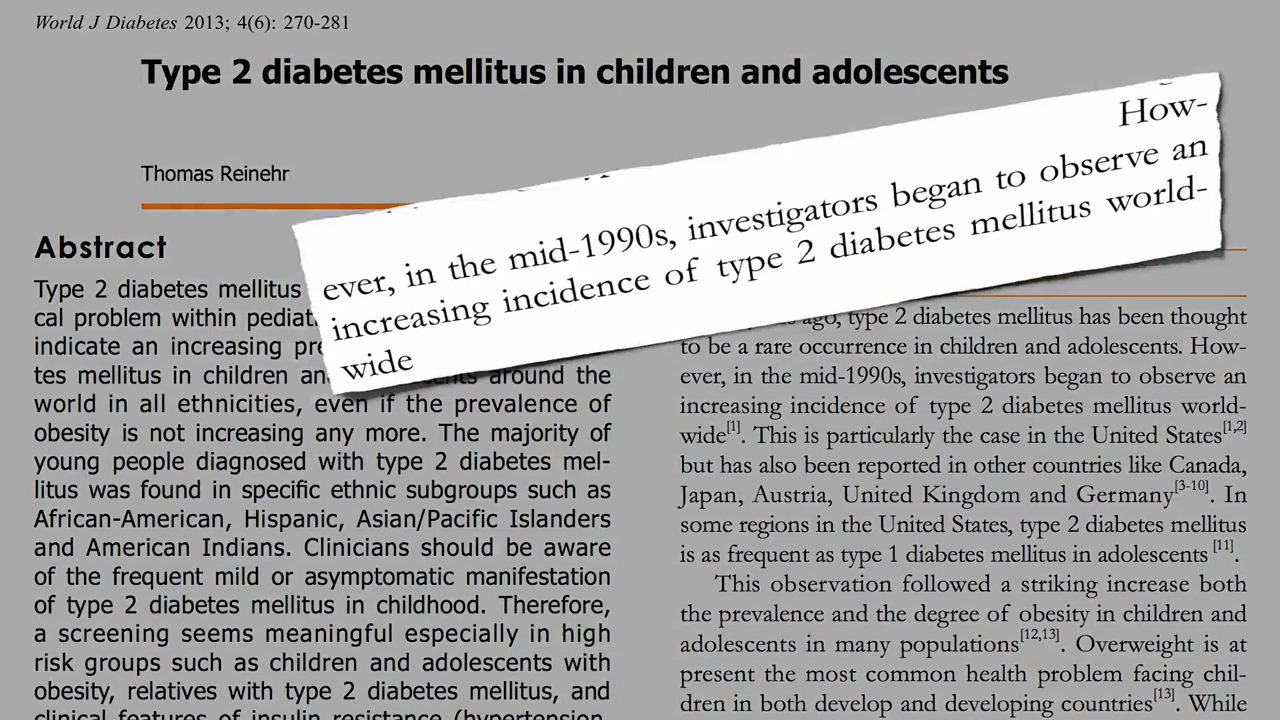 World J Diabetes 2013; 4(6): 270-281
Type 2 diabetes mellitus in children and adolescents
Thomas Reinehr
How-
ever, in the mid-1990s, investigators began to observe an
increasing incidence of type 2 diabetes mellitus world-
wide
Abstract
Type 2 diabetes mellitus
cal problem within
indicate an increasing
tes mellitus in children around the
world in all ethnicities, even if the prevalence of
obesity is not increasing any more. The majority of
young people diagnosed with type 2 diabetes mel-
litus was found in specific ethnic subgroups such as
African-American, Hispanic, Asian/Pacific Islanders
and American Indians. Clinicians should be aware
of the frequent mild or asymptomatic manifestation
of type 2 diabetes mellitus in childhood. Therefore,
a screening seems meaningful especially in high
risk groups such as children and adolescents with
obesity, relatives with type 2 diabetes mellitus, and
clinical features of insulin resistance (hypertension,
ago, type 2 diabetes mellitus has been thought
to be a rare occurrence in children and adolescents. How-
ever, in the mid-1990s, investigators began to observe an
increasing incidence of type 2 diabetes mellitus world-
wide[1]. This is particularly the case in the United States[1,2]
but has also been reported in other countries like Canada,
Japan, Austria, United Kingdom and Germany[3-10]. In
some regions in the United States, type 2 diabetes mellitus
is as frequent as type 1 diabetes mellitus in adolescents [11].
This observation followed a striking increase both
the prevalence and the degree of obesity in children and
adolescents in many populations[12,13]. Overweight is at
present the most common health problem facing chil-
dren in both develop and developing countries[13]. While